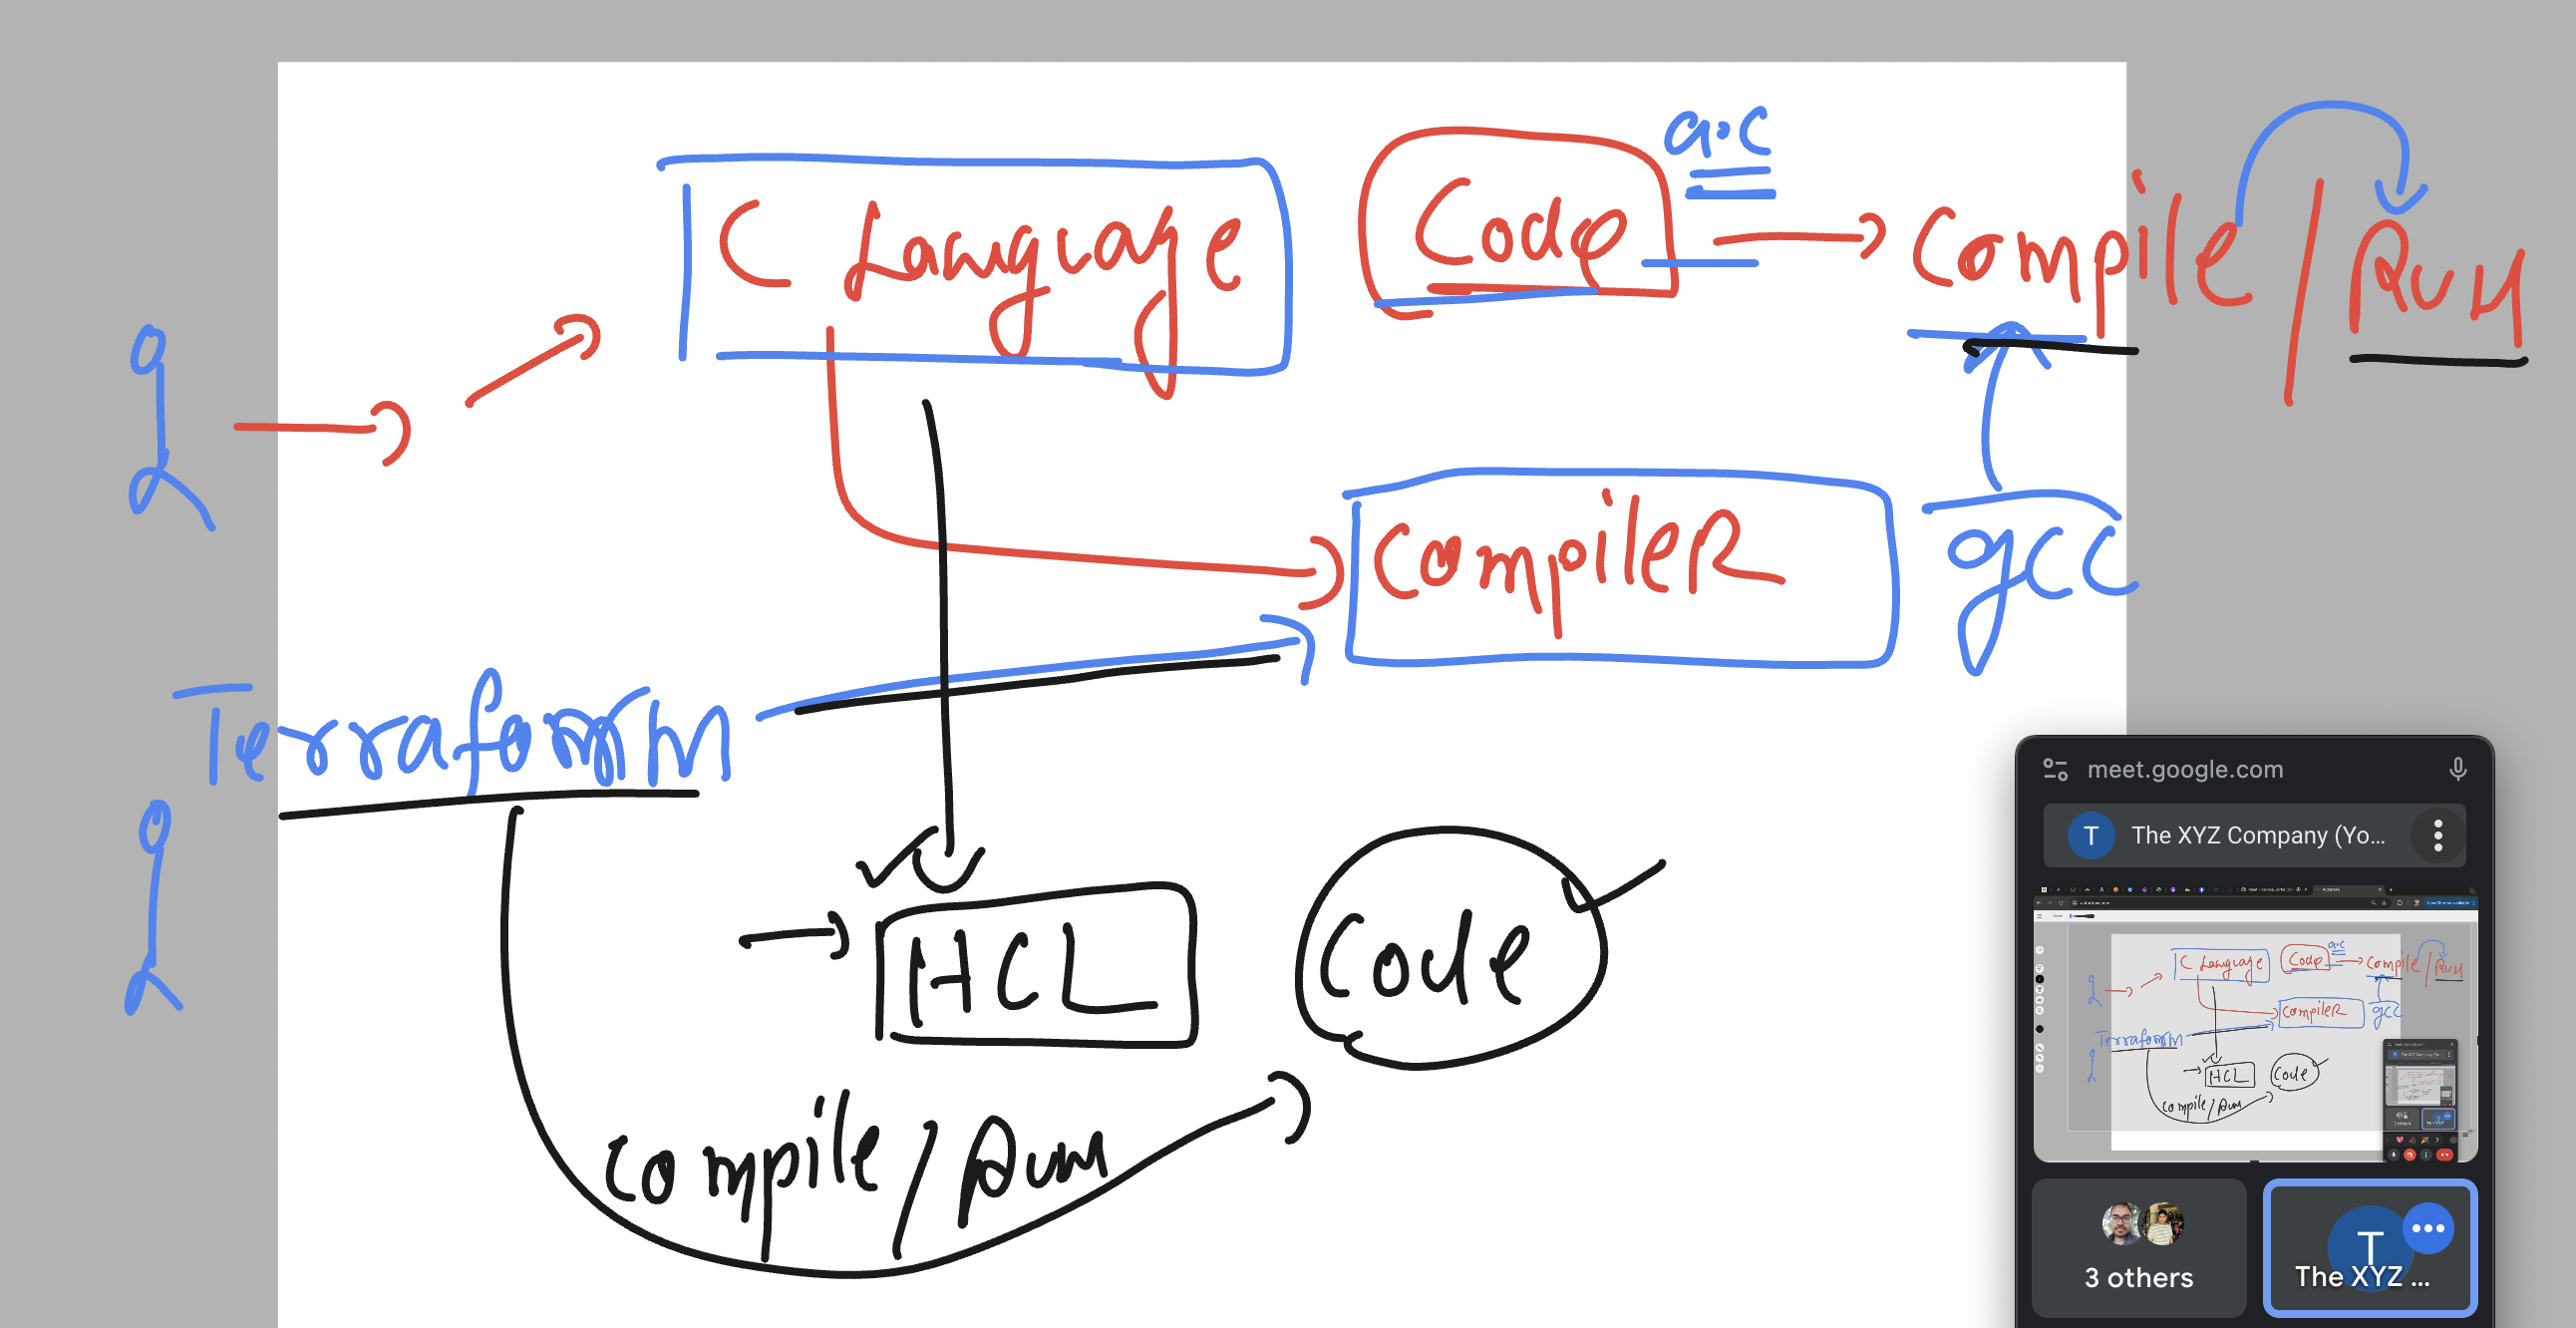 a.c
C Language Code → Compile / Run
Compiler gcc
Terraform
HCL Code
Compile / Run
meet.google.com
T The XYZ Company (Yo...
3 others
T
The XYZ ...